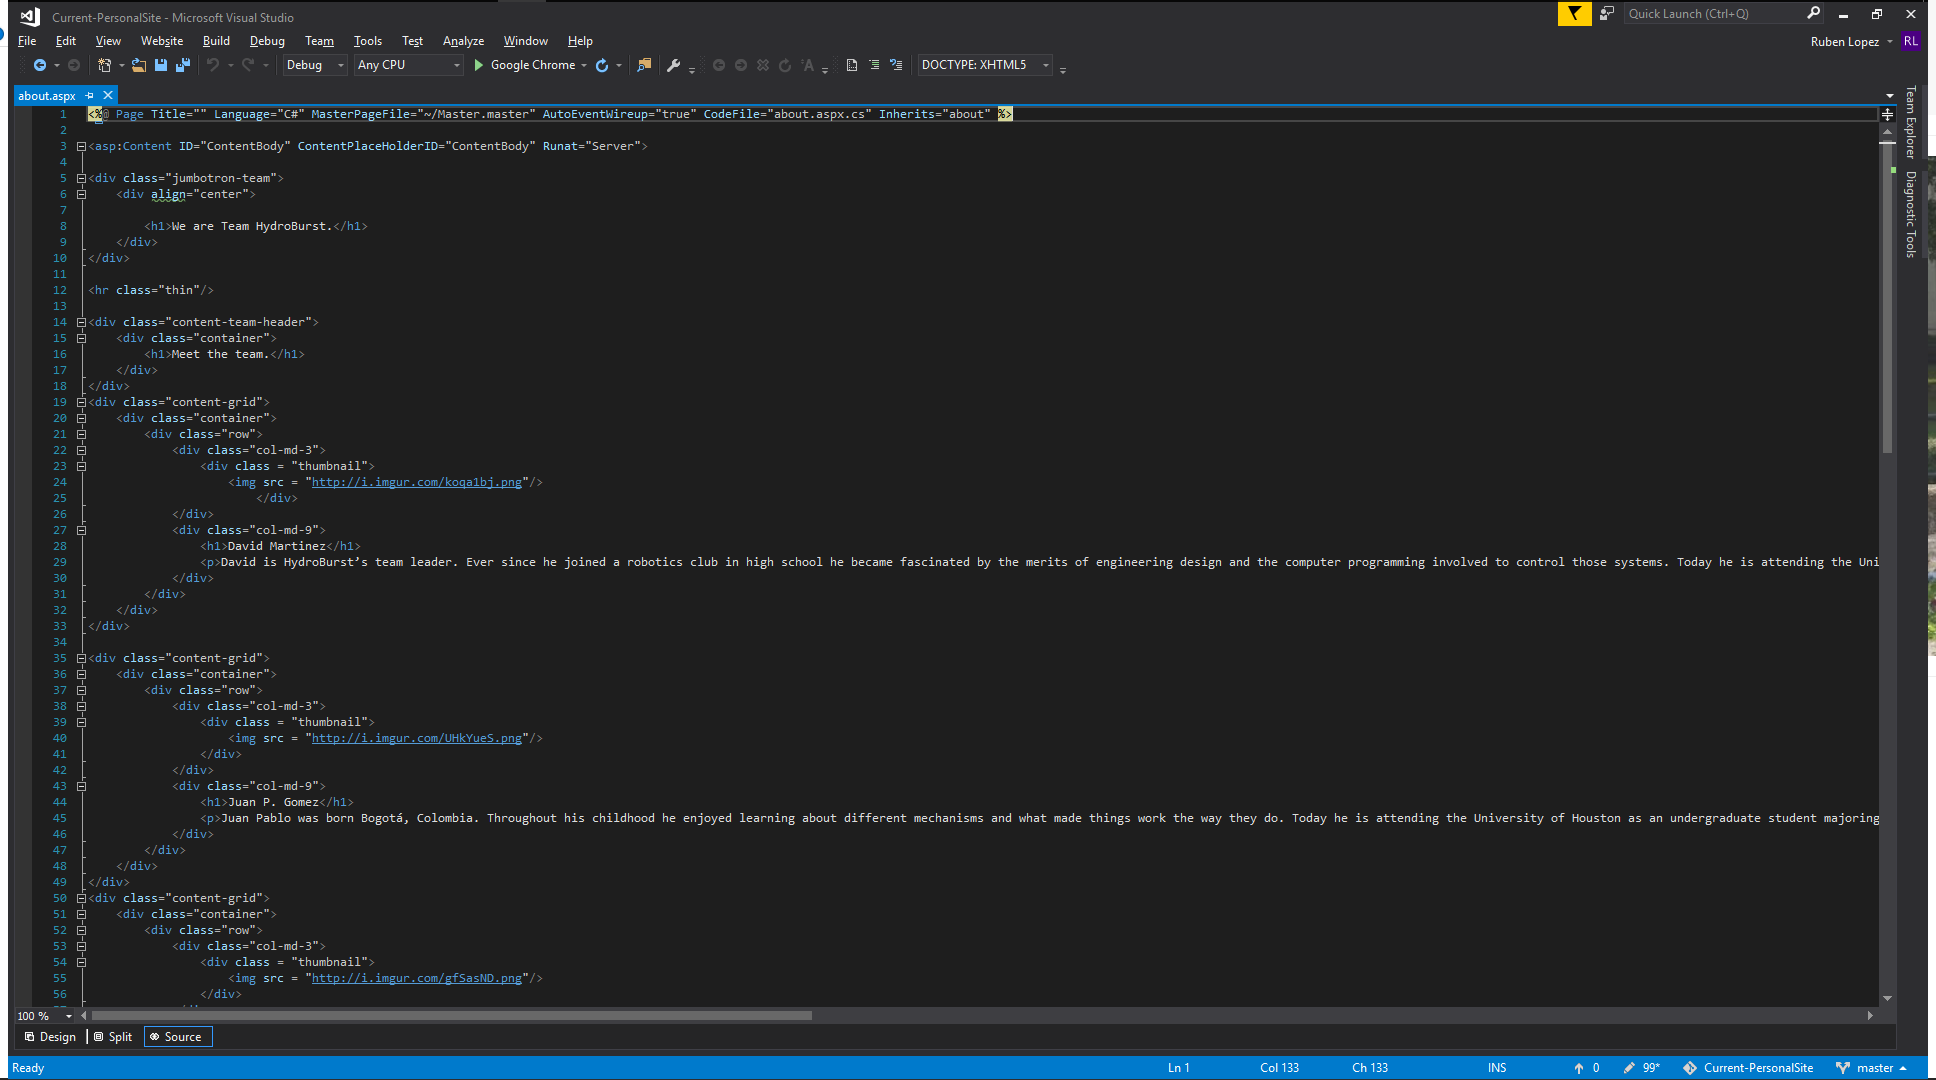 Current-PersonalSite - Microsoft Visual Studio
Quick Launch (Ctrl+Q)
File Edit View Website Build Debug Team Tools Test Analyze Window Help
Ruben Lopez RL
Debug Any CPU Google Chrome DOCTYPE: XHTML5
about.aspx
Team Explorer
Diagnostic Tools
1 <%@ Page Title="" Language="C#" MasterPageFile="~/Master.master" AutoEventWireup="true" CodeFile="about.aspx.cs" Inherits="about" %>
2
3 <asp:Content ID="ContentBody" ContentPlaceHolderID="ContentBody" Runat="Server">
4
5 <div class="jumbotron-team">
6 <div align="center">
7
8 <h1>We are Team HydroBurst.</h1>
9 </div>
10 </div>
11
12 <hr class="thin"/>
13
14 <div class="content-team-header">
15 <div class="container">
16 <h1>Meet the team.</h1>
17 </div>
18 </div>
19 <div class="content-grid">
20 <div class="container">
21 <div class="row">
22 <div class="col-md-3">
23 <div class = "thumbnail">
24 <img src = "http://i.imgur.com/koqa1bj.png"/>
25 </div>
26 </div>
27 <div class="col-md-9">
28 <h1>David Martinez</h1>
29 <p>David is HydroBurst’s team leader. Ever since he joined a robotics club in high school he became fascinated by the merits of engineering design and the computer programming involved to control those systems. Today he is attending the Uni
30 </div>
31 </div>
32 </div>
33 </div>
34
35 <div class="content-grid">
36 <div class="container">
37 <div class="row">
38 <div class="col-md-3">
39 <div class = "thumbnail">
40 <img src = "http://i.imgur.com/UHkYueS.png"/>
41 </div>
42 </div>
43 <div class="col-md-9">
44 <h1>Juan P. Gomez</h1>
45 <p>Juan Pablo was born Bogotá, Colombia. Throughout his childhood he enjoyed learning about different mechanisms and what made things work the way they do. Today he is attending the University of Houston as an undergraduate student majoring
46 </div>
47 </div>
48 </div>
49 </div>
50 <div class="content-grid">
51 <div class="container">
52 <div class="row">
53 <div class="col-md-3">
54 <div class = "thumbnail">
55 <img src = "http://i.imgur.com/gfSasND.png"/>
56 </div>
100 %
Design Split Source
Ready Ln 1 Col 133 Ch 133 INS 0 99* Current-PersonalSite master